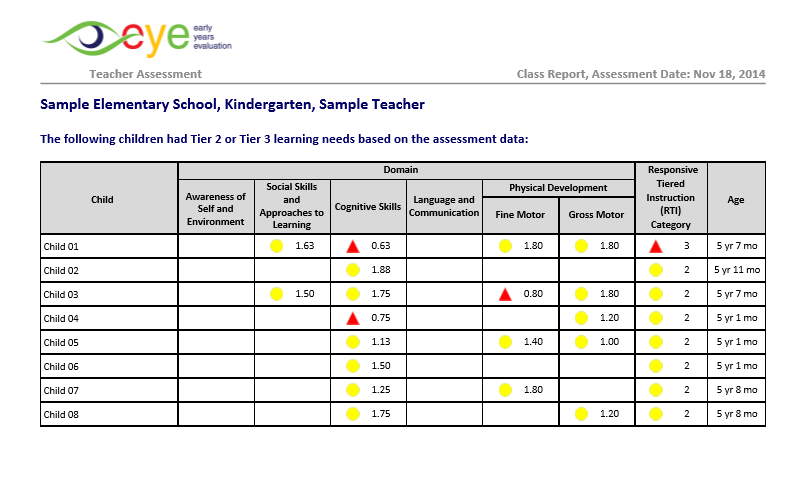 eye early
years
evaluation
Teacher Assessment Class Report, Assessment Date: Nov 18, 2014
Sample Elementary School, Kindergarten, Sample Teacher
The following children had Tier 2 or Tier 3 learning needs based on the assessment data:
Child
Domain
Awareness of
Self and
Environment
Social Skills
and
Approaches to
Learning
Cognitive Skills
Language and
Communication
Physical Development
Fine Motor
Gross Motor
Responsive
Tiered
Instruction
(RTI)
Category
Age
Child 01 1.63 0.63 1.80 1.80 3 5 yr 7 mo
Child 02 1.88 2 5 yr 11 mo
Child 03 1.50 1.75 0.80 1.80 2 5 yr 7 mo
Child 04 0.75 1.20 2 5 yr 1 mo
Child 05 1.13 1.40 1.00 2 5 yr 1 mo
Child 06 1.50 2 5 yr 1 mo
Child 07 1.25 1.80 2 5 yr 8 mo
Child 08 1.75 1.20 2 5 yr 8 mo